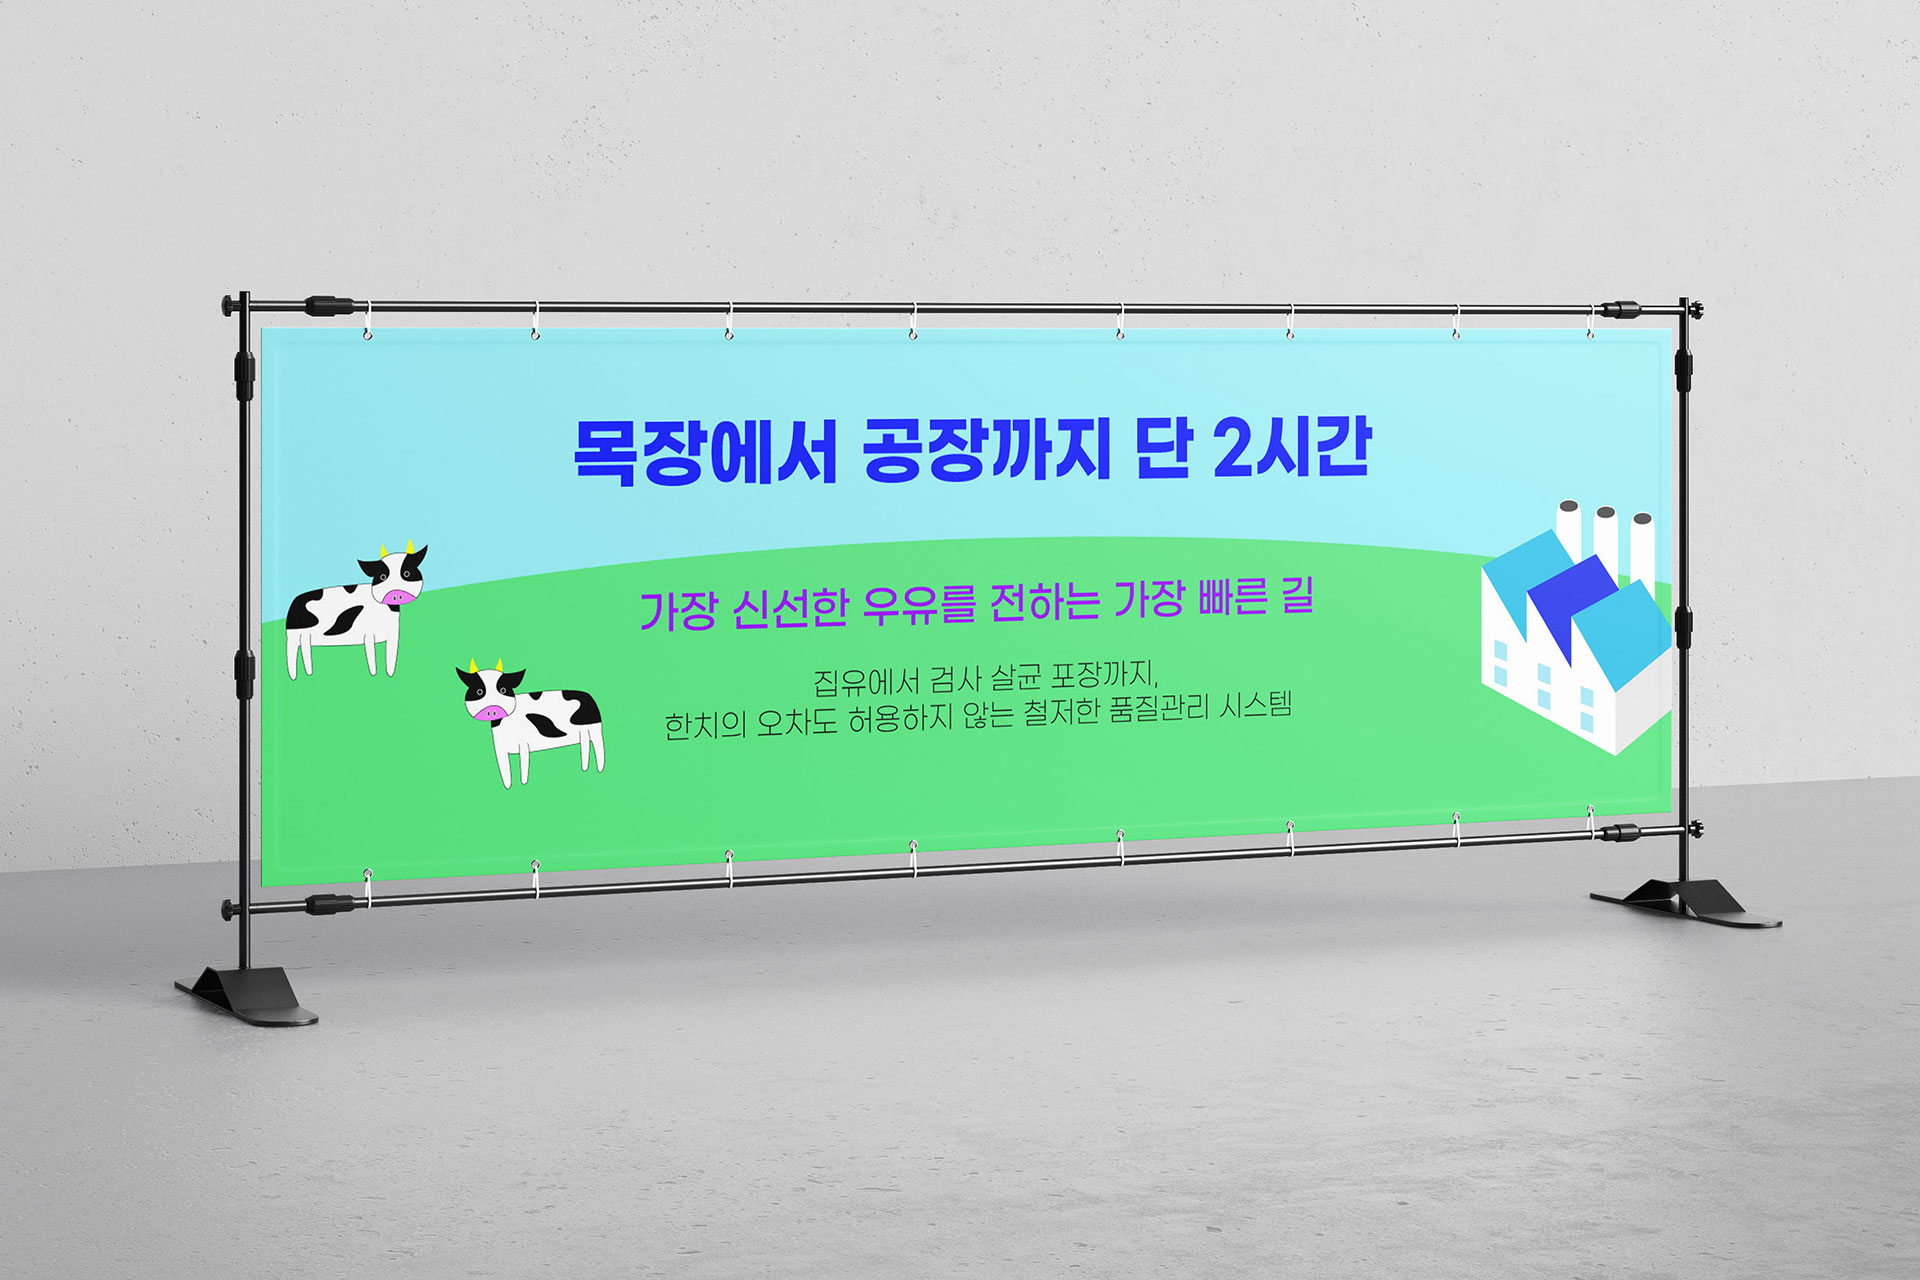 목장에서 공장까지 단 2시간
가장 신선한 우유를 전하는 가장 빠른 길
집유에서 검사 살균 포장까지,
한치의 오차도 허용하지 않는 철저한 품질관리 시스템